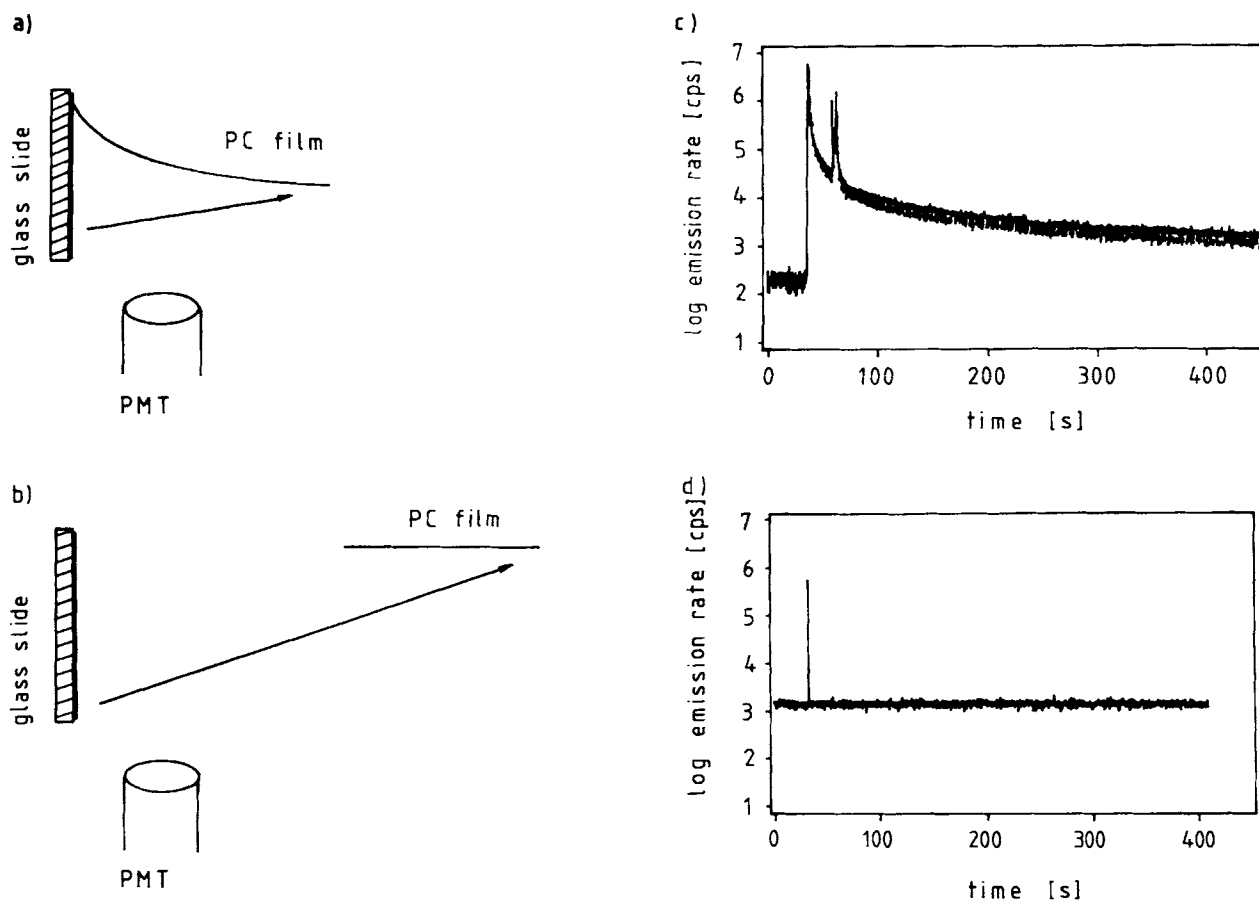 a)
glass slide
PC film
PMT
b)
glass slide
PC film
PMT
c)
log emission rate [cps]
7
6
5
4
3
2
1
0 100 200 300 400
time [s]
d)
log emission rate [cps]
7
6
5
4
3
2
1
0 100 200 300 400
time [s]